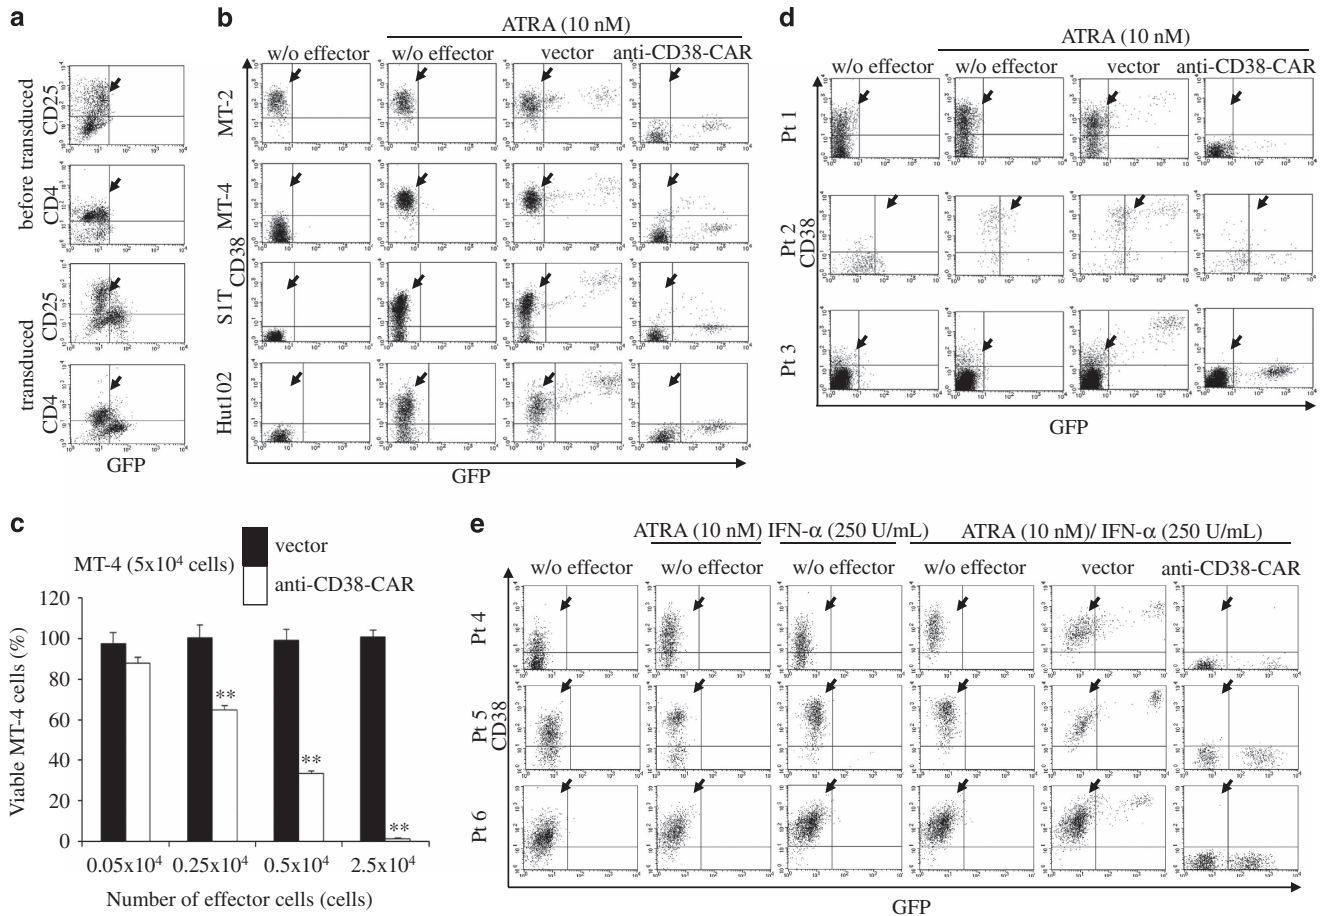 a
before transduced
CD25
CD4
transduced
CD25
CD4
GFP
b
ATRA (10 nM)
w/o effector
w/o effector
vector
anti-CD38-CAR
MT-2
MT-4
S1T
Hut102
CD38
GFP
d
ATRA (10 nM)
w/o effector
w/o effector
vector
anti-CD38-CAR
Pt 1
Pt 2
Pt 3
CD38
GFP
c
vector
anti-CD38-CAR
MT-4 (5x10⁴ cells)
Viable MT-4 cells (%)
120
100
80
60
40
20
0
**
**
**
0.05x10⁴
0.25x10⁴
0.5x10⁴
2.5x10⁴
Number of effector cells (cells)
e
ATRA (10 nM)
IFN-α (250 U/mL)
ATRA (10 nM)/ IFN-α (250 U/mL)
w/o effector
w/o effector
w/o effector
w/o effector
vector
anti-CD38-CAR
Pt 4
Pt 5
Pt 6
CD38
GFP